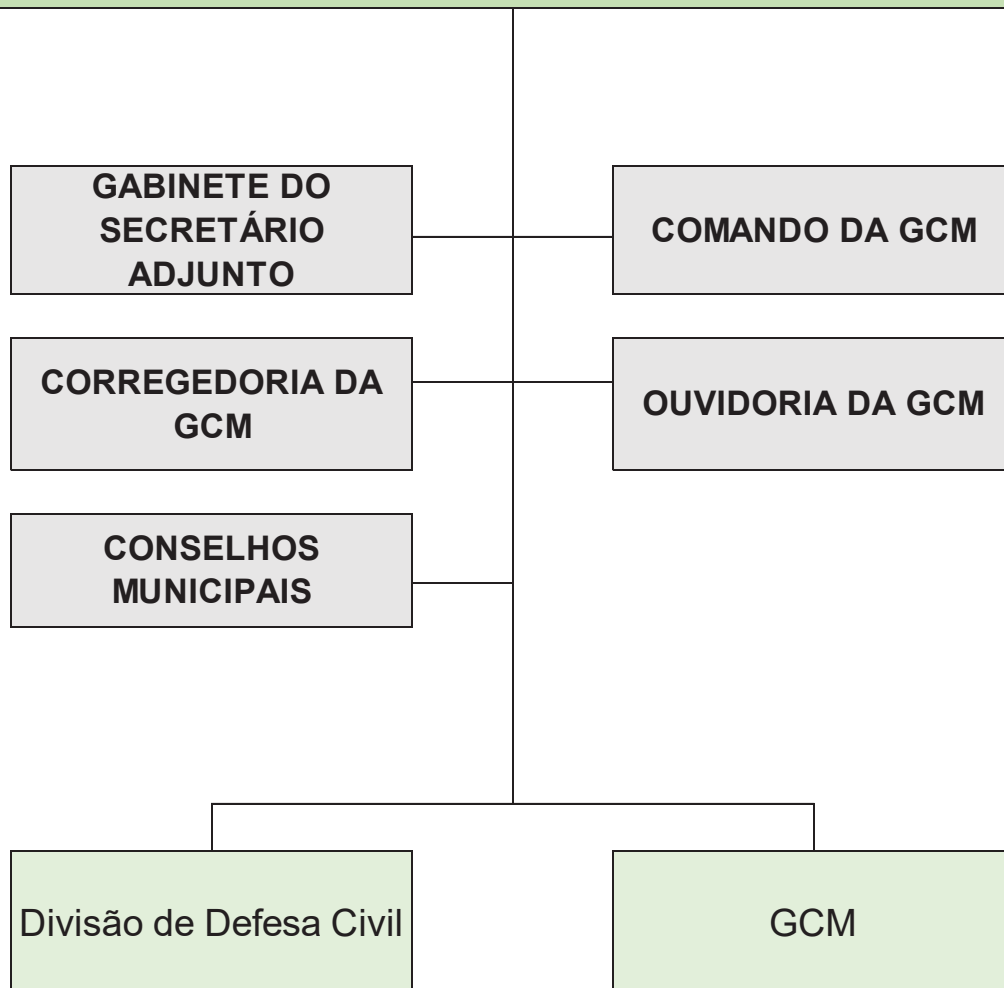 GABINETE DO
SECRETÁRIO
ADJUNTO
COMANDO DA GCM
CORREGEDORIA DA
GCM
OUVIDORIA DA GCM
CONSELHOS
MUNICIPAIS
Divisão de Defesa Civil
GCM